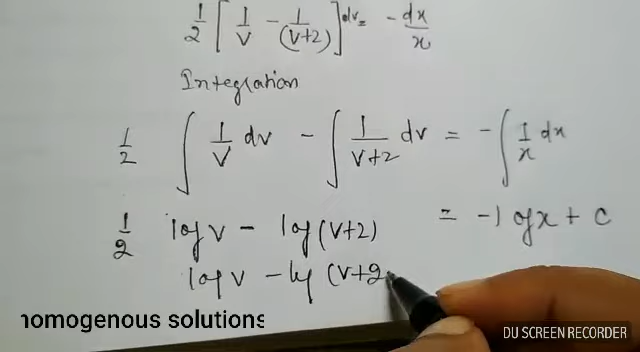 1/2 [ 1/v - 1/(v+2) ] dv = - dx/x
Integration
1/2 ∫ 1/v dv - ∫ 1/v+2 dv = - ∫ 1/x dx
1/2 log v - log (v+2) = - log x + c
log v - log (v+2
homogenous solutions
DU SCREEN RECORDER